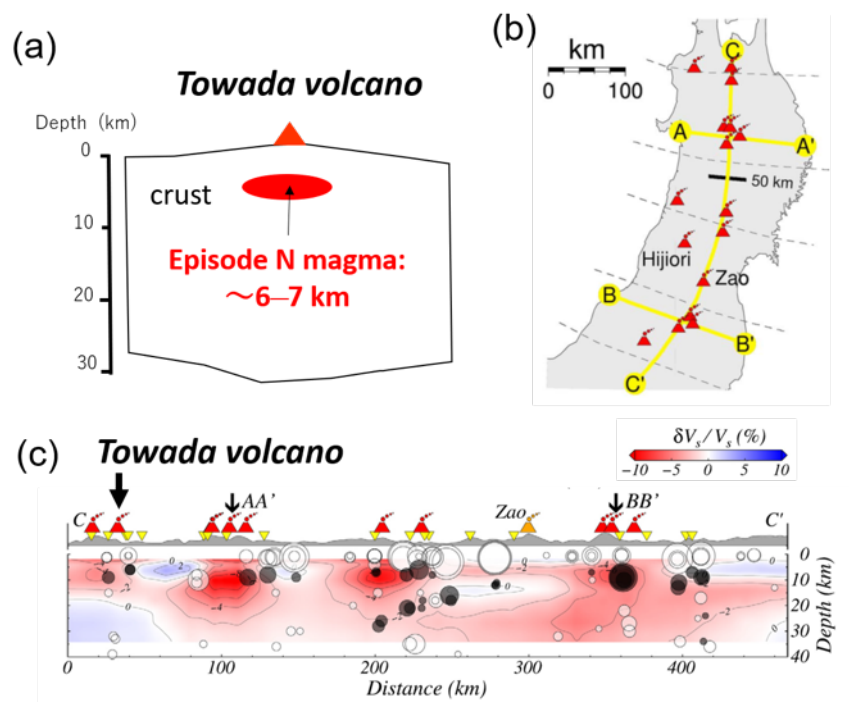 (a)
Towada volcano
Depth (km)
0
crust
10
Episode N magma:
～6–7 km
20
30
(b)
km
0
100
C
A
A'
50 km
Hijiori
Zao
B
B'
C'
(c)
Towada volcano
δVs/Vs (%)
-10 -5 0 5 10
C
AA'
Zao
BB'
C'
0
10
20
30
40
Depth (km)
0 100 200 300 400
Distance (km)